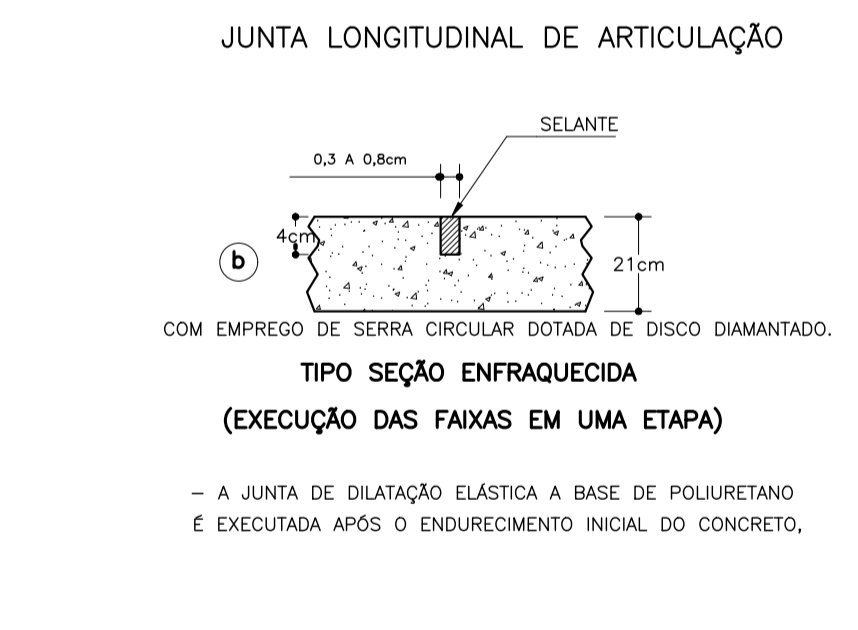 JUNTA LONGITUDINAL DE ARTICULAÇÃO
SELANTE
0,3 A 0,8cm
4cm
b
21cm
COM EMPREGO DE SERRA CIRCULAR DOTADA DE DISCO DIAMANTADO.
TIPO SEÇÃO ENFRAQUECIDA
(EXECUÇÃO DAS FAIXAS EM UMA ETAPA)
– A JUNTA DE DILATAÇÃO ELÁSTICA A BASE DE POLIURETANO
É EXECUTADA APÓS O ENDURECIMENTO INICIAL DO CONCRETO,